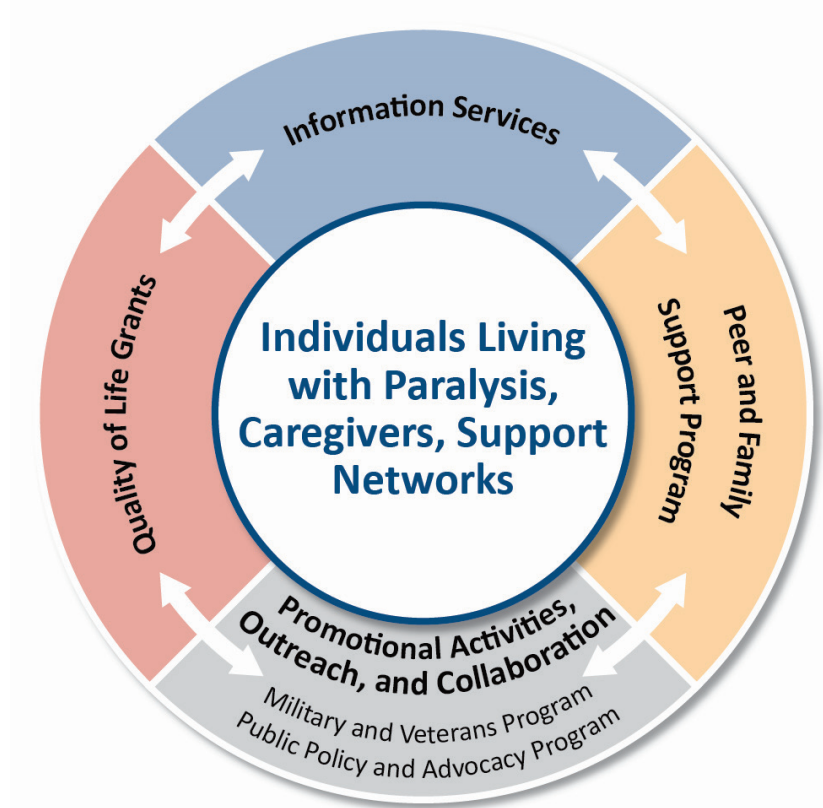 Information Services
Quality of Life Grants
Individuals Living
with Paralysis,
Caregivers, Support
Networks
Peer and Family
Support Program
Promotional Activities,
Outreach, and Collaboration
Military and Veterans Program
Public Policy and Advocacy Program